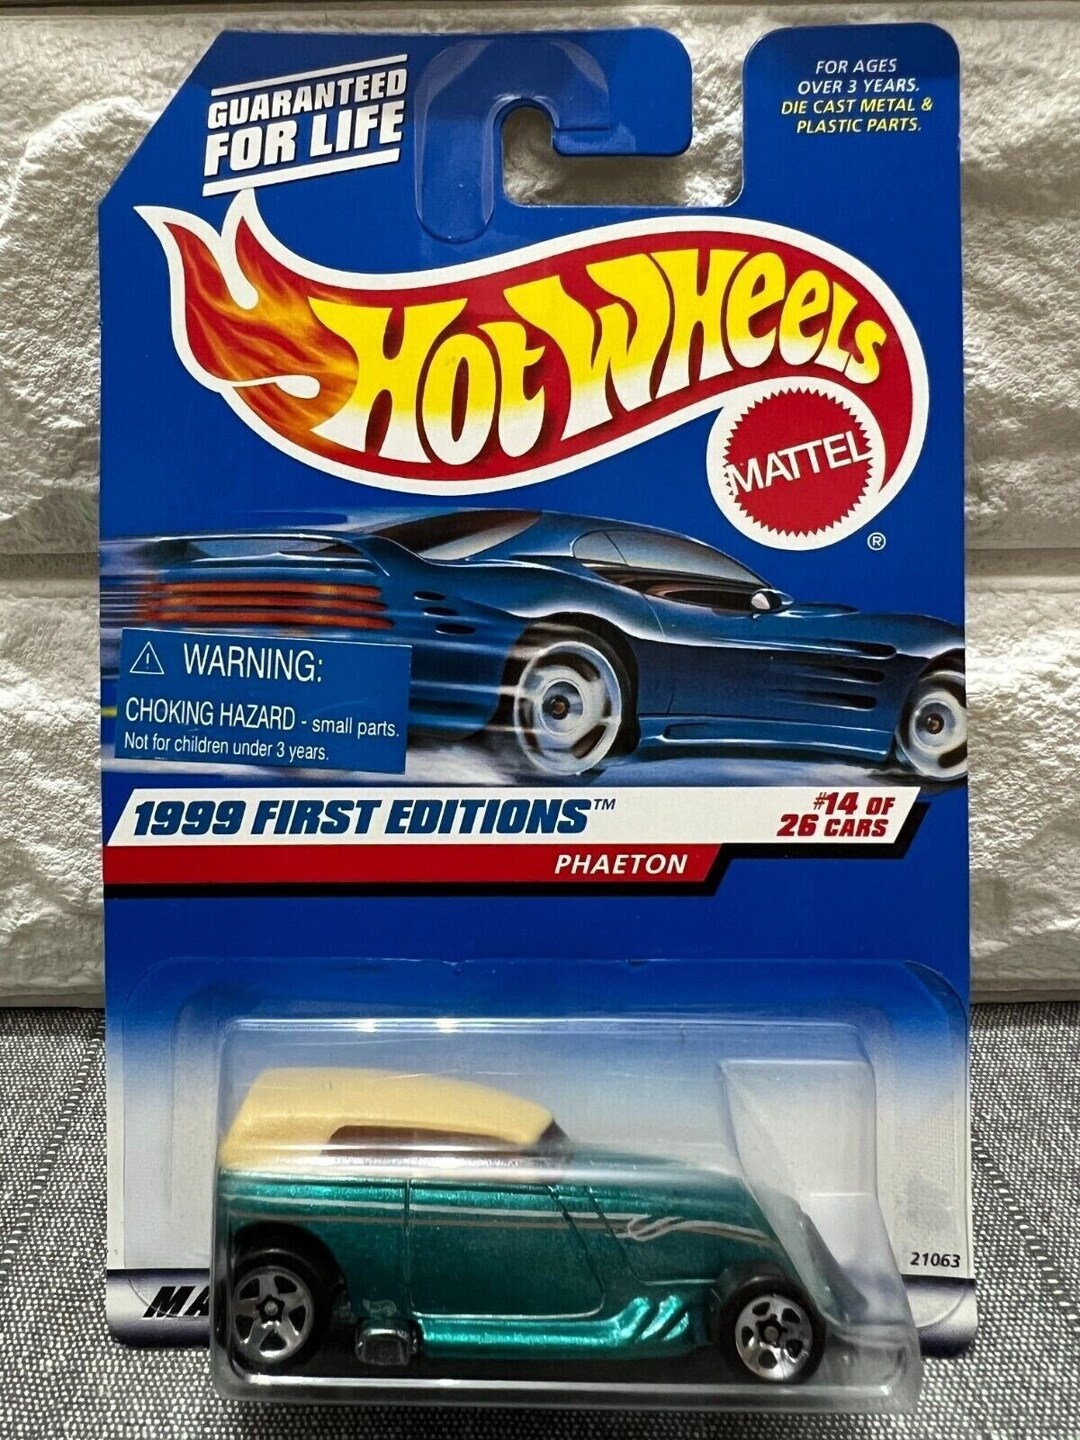 GUARANTEED
FOR LIFE
FOR AGES
OVER 3 YEARS.
DIE CAST METAL &
PLASTIC PARTS.
HOT WHEELS
MATTEL
®
⚠ WARNING:
CHOKING HAZARD - small parts.
Not for children under 3 years.
1999 FIRST EDITIONS™
#14 OF
26 CARS
PHAETON
21063